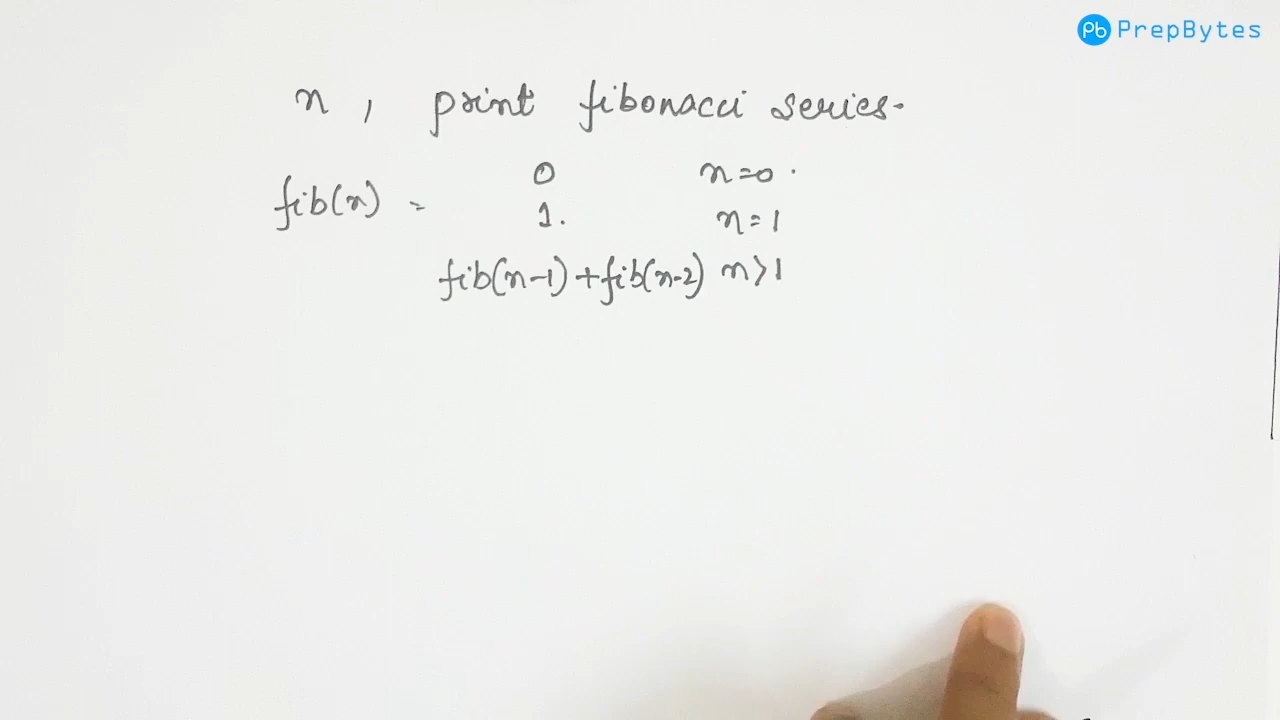 PrepBytes
n, print fibonacci series.
fib(n) = 0 n=0.
1. n=1
fib(n-1)+fib(n-2) n>1